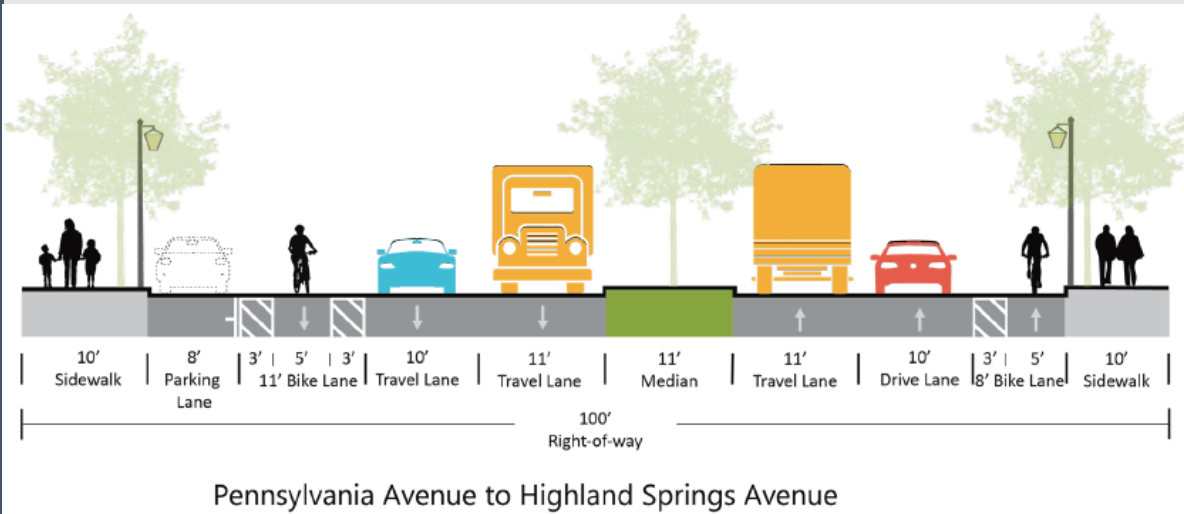 10’ 8’ 3’ 5’ 3’ 10’ 11’ 11’ 11’ 10’ 3’ 5’ 10’
Sidewalk Parking 11’ Bike Lane Travel Lane Travel Lane Median Travel Lane Drive Lane 8’ Bike Lane Sidewalk
Lane
100’
Right-of-way
Pennsylvania Avenue to Highland Springs Avenue